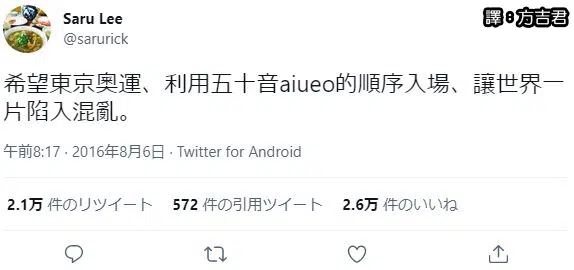 譯:方吉君
Saru Lee
@sarurick
希望東京奧運、利用五十音aiueo的順序入場、讓世界一
片陷入混亂。
午前8:17 · 2016年8月6日 · Twitter for Android
2.1万 件のリツイート 572 件の引用ツイート 2.6万 件のいいね